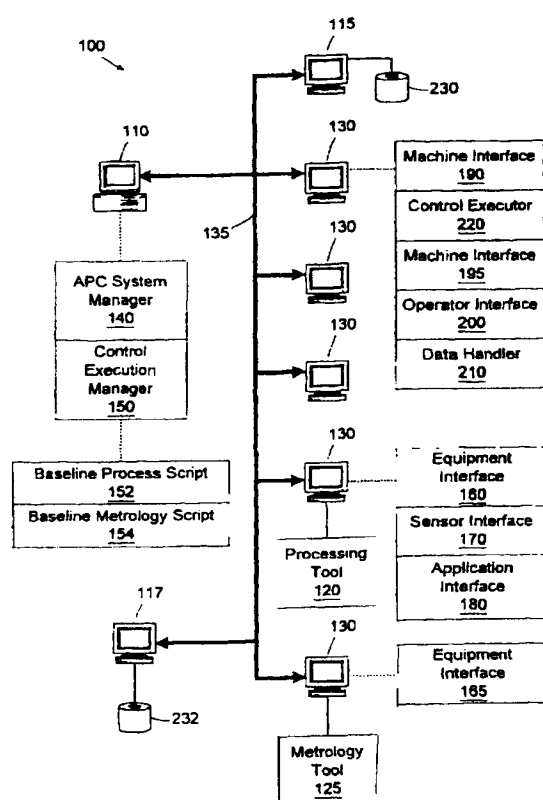 100
115
230
110
130
Machine Interface
190
Control Executor
220
135
130
Machine Interface
195
APC System
Manager
140
Operator Interface
200
130
Data Handler
210
Control
Execution
Manager
150
130
Baseline Process Script
152
Equipment
Interface
160
Baseline Metrology Script
154
Sensor Interface
170
Processing
Tool
120
Application
Interface
180
117
130
Equipment
Interface
165
232
Metrology
Tool
125